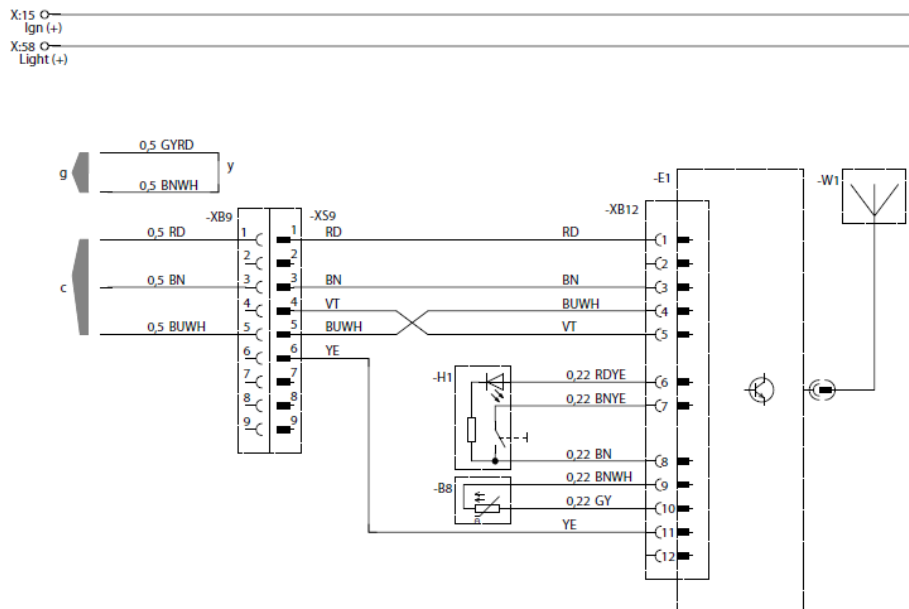 X:15
Ign (+)
X:58
Light (+)
0,5 GYRD
g
y
0,5 BNWH
-E1
-W1
-XB9
-XS9
-XB12
0,5 RD
1
1
RD
RD
1
2
2
2
c
0,5 BN
3
3
BN
BN
3
4
4
VT
BUWH
4
0,5 BUWH
5
5
BUWH
VT
5
6
6
YE
7
7
-H1
0,22 RDYE
6
8
8
0,22 BNYE
7
9
9
0,22 BN
8
-B8
0,22 BNWH
9
0,22 GY
10
YE
11
12